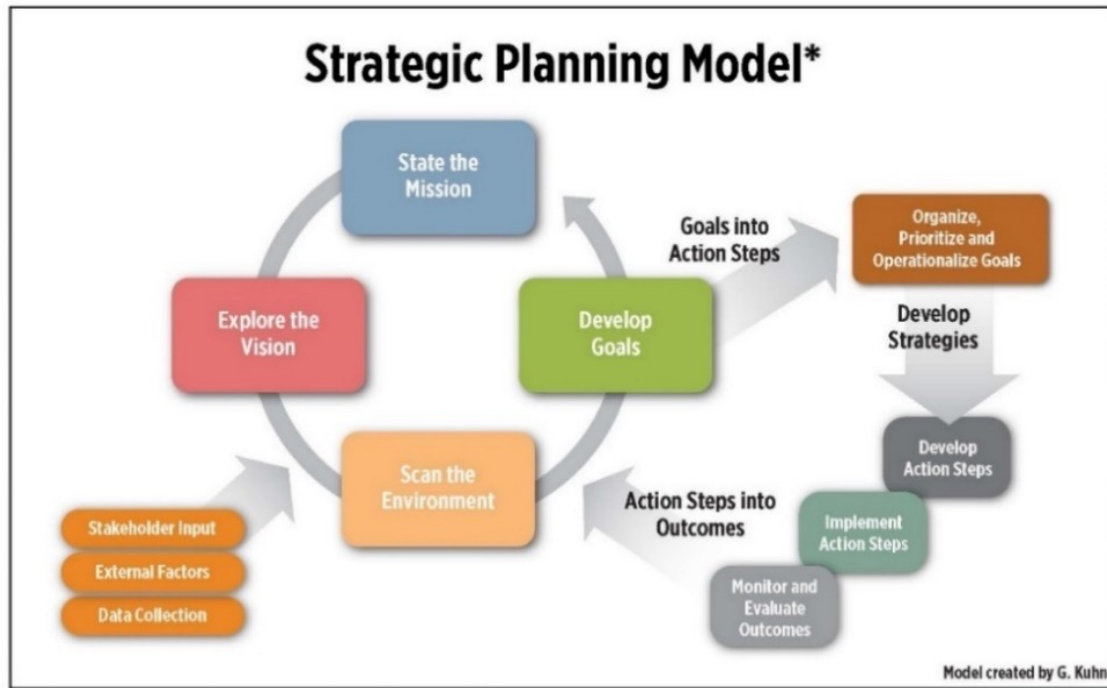 Strategic Planning Model*
State the
Mission
Explore the
Vision
Develop
Goals
Scan the
Environment
Stakeholder Input
External Factors
Data Collection
Goals into
Action Steps
Organize,
Prioritize and
Operationalize Goals
Develop
Strategies
Develop
Action Steps
Implement
Action Steps
Monitor and
Evaluate
Outcomes
Action Steps into
Outcomes
Model created by G. Kuhn